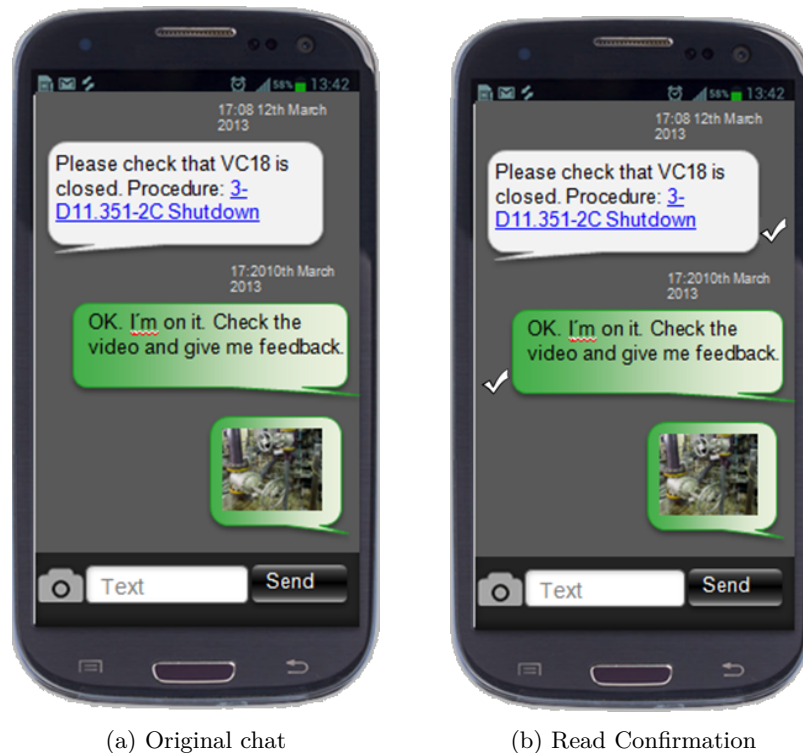 58% 13:42
17:08 12th March
2013
Please check that VC18 is
closed. Procedure: 3-
D11.351-2C Shutdown
17:2010th March
2013
OK. I'm on it. Check the
video and give me feedback.
Text
Send
(a) Original chat
58% 13:42
17:08 12th March
2013
Please check that VC18 is
closed. Procedure: 3-
D11.351-2C Shutdown
17:2010th March
2013
OK. I'm on it. Check the
video and give me feedback.
Text
Send
(b) Read Confirmation